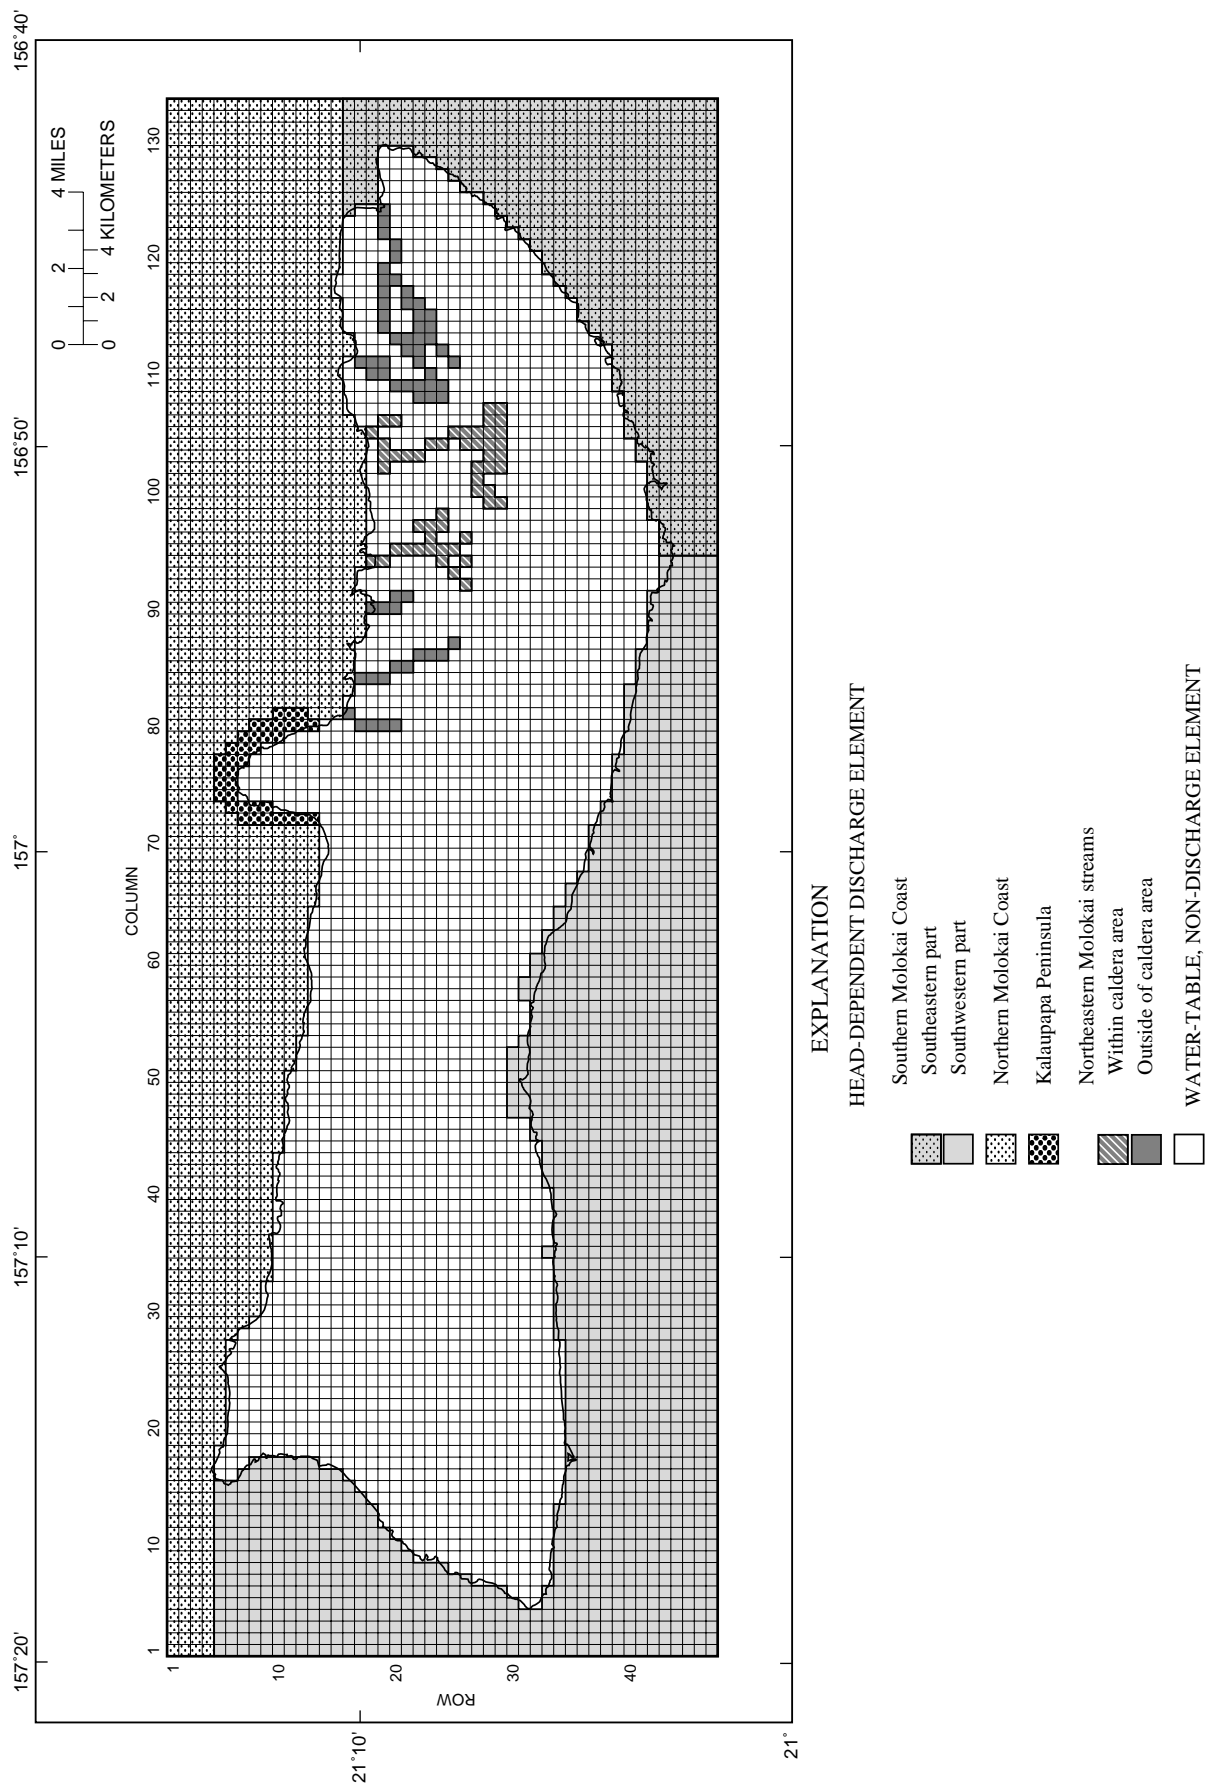 157˚20'
157˚10'
157˚
156˚50'
156˚40'
21˚10'
21˚
0 2 4 MILES
0 2 4 KILOMETERS
COLUMN
1 10 20 30 40 50 60 70 80 90 100 110 120 130
ROW
1
10
20
30
40
EXPLANATION
HEAD-DEPENDENT DISCHARGE ELEMENT
Southern Molokai Coast
Southeastern part
Southwestern part
Northern Molokai Coast
Kalaupapa Peninsula
Northeastern Molokai streams
Within caldera area
Outside of caldera area
WATER-TABLE, NON-DISCHARGE ELEMENT